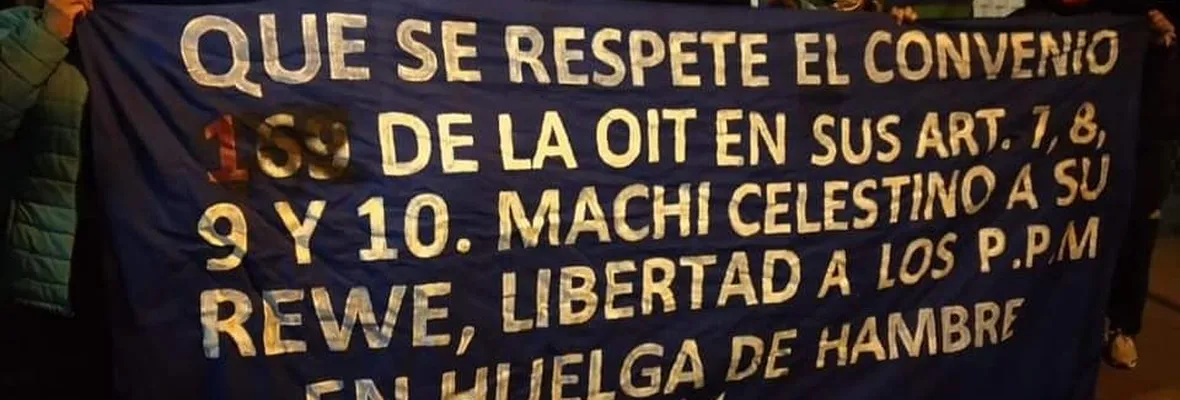 QUE SE RESPETE EL CONVENIO
169 DE LA OIT EN SUS ART. 7, 8,
9 Y 10. MACHI CELESTINO A SU
REWE, LIBERTAD A LOS P.P.M
EN HUELGA DE HAMBRE